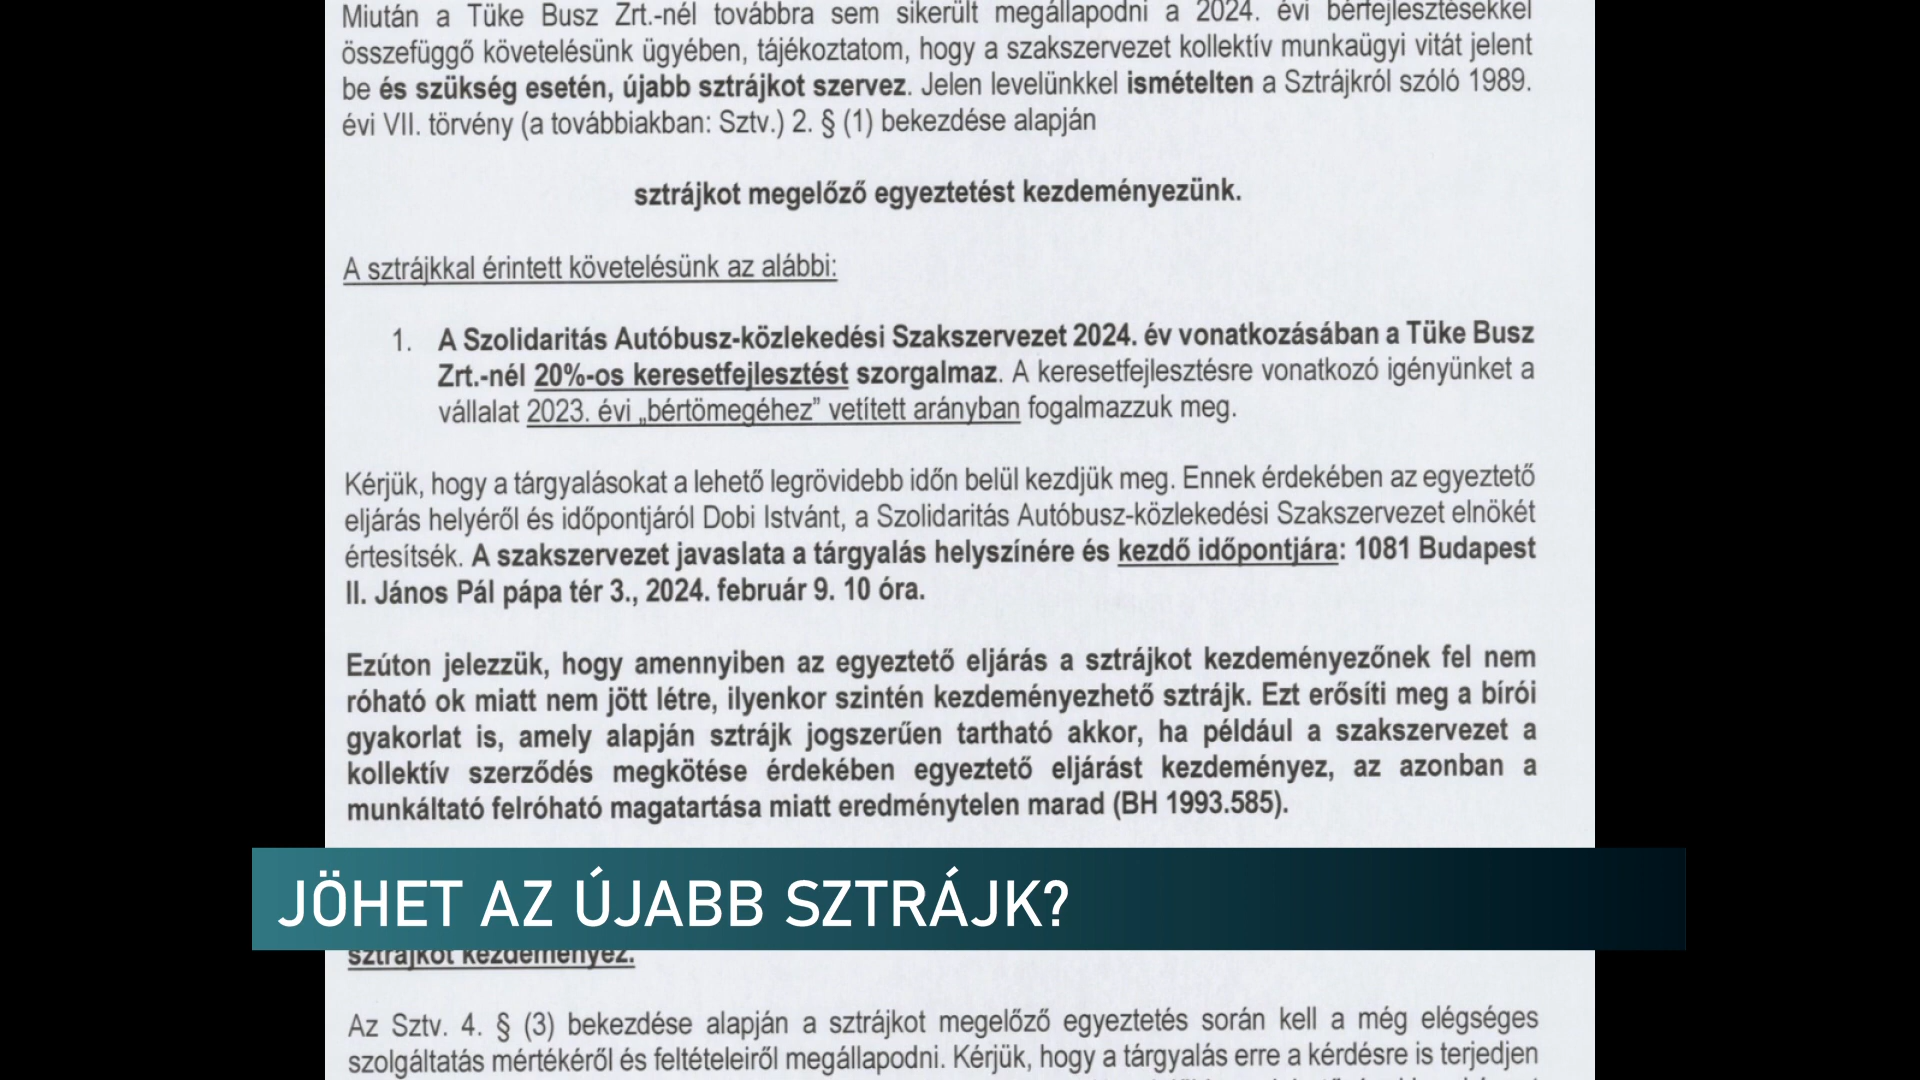 Miután a Tüke Busz Zrt.-nél továbbra sem sikerült megállapodni a 2024. évi bérfejlesztésekkel
összefüggő követelésünk ügyében, tájékoztatom, hogy a szakszervezet kollektív munkaügyi vitát jelent
be és szükség esetén, újabb sztrájkot szervez. Jelen levelünkkel ismételten a Sztrájkról szóló 1989.
évi VII. törvény (a továbbiakban: Sztv.) 2. § (1) bekezdése alapján
sztrájkot megelőző egyeztetést kezdeményezünk.
A sztrájkkal érintett követelésünk az alábbi:
1. A Szolidaritás Autóbusz-közlekedési Szakszervezet 2024. év vonatkozásában a Tüke Busz
Zrt.-nél 20%-os keresetfejlesztést szorgalmaz. A keresetfejlesztésre vonatkozó igényünket a
vállalat 2023. évi „bértömegéhez” vetített arányban fogalmazzuk meg.
Kérjük, hogy a tárgyalásokat a lehető legrövidebb időn belül kezdjük meg. Ennek érdekében az egyeztető
eljárás helyéről és időpontjáról Dobi Istvánt, a Szolidaritás Autóbusz-közlekedési Szakszervezet elnökét
értesítsék. A szakszervezet javaslata a tárgyalás helyszínére és kezdő időpontjára: 1081 Budapest
II. János Pál pápa tér 3., 2024. február 9. 10 óra.
Ezúton jelezzük, hogy amennyiben az egyeztető eljárás a sztrájkot kezdeményezőnek fel nem
róható ok miatt nem jött létre, ilyenkor szintén kezdeményezhető sztrájk. Ezt erősíti meg a bírói
gyakorlat is, amely alapján sztrájk jogszerűen tartható akkor, ha például a szakszervezet a
kollektív szerződés megkötése érdekében egyeztető eljárást kezdeményez, az azonban a
munkáltató felróható magatartása miatt eredménytelen marad (BH 1993.585).
JÖHET AZ ÚJABB SZTRÁJK?
sztrájkot kezdeményez.
Az Sztv. 4. § (3) bekezdése alapján a sztrájkot megelőző egyeztetés során kell a még elégséges
szolgáltatás mértékéről és feltételeiről megállapodni. Kérjük, hogy a tárgyalás erre a kérdésre is terjedjen